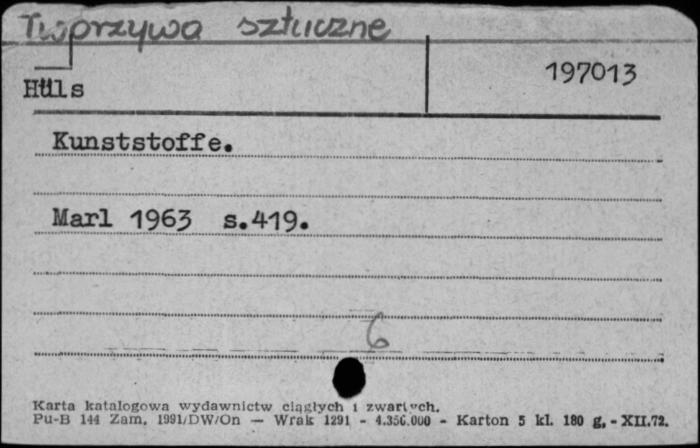 Tworzywa sztuczne
197013
Hüls
Kunststoffe.
Marl 1963 s.419.
6
Karta katalogowa wydawnictw ciągłych i zwartych.
Pu-B 144 Zam. 1991/DW/On — Wrak 1291 - 4.356.000 - Karton 5 kl. 180 g. - XII.72.